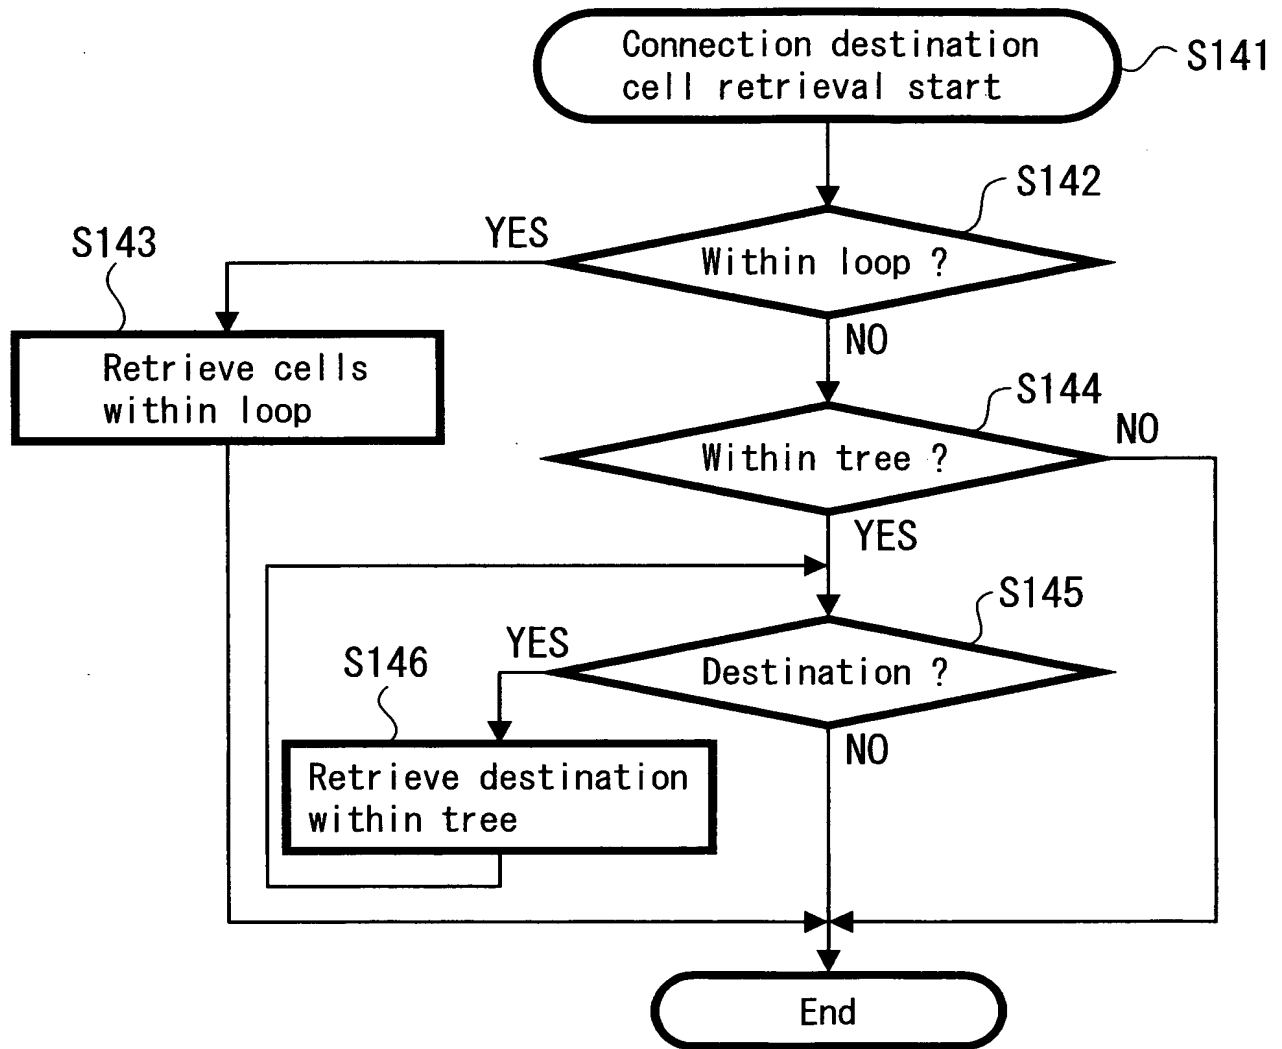 Connection destination
cell retrieval start
S141
S142
YES
S143
Within loop ?
NO
Retrieve cells
within loop
S144
NO
Within tree ?
YES
S145
YES
S146
Destination ?
NO
Retrieve destination
within tree
End